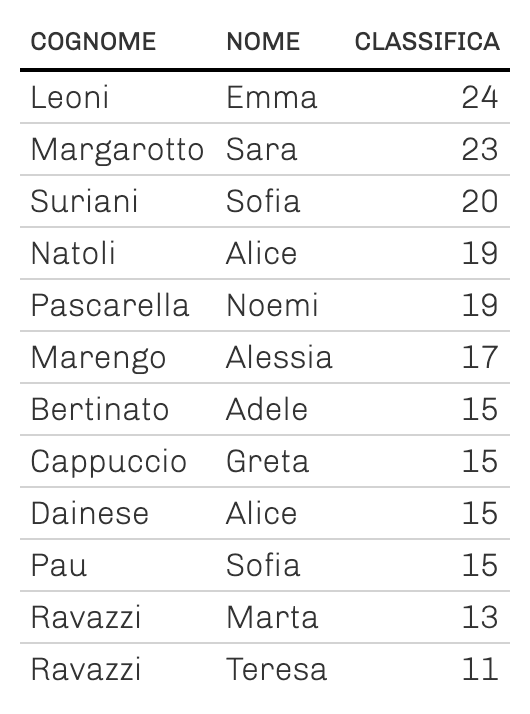 COGNOME NOME CLASSIFICA
Leoni Emma 24
Margarotto Sara 23
Suriani Sofia 20
Natoli Alice 19
Pascarella Noemi 19
Marengo Alessia 17
Bertinato Adele 15
Cappuccio Greta 15
Dainese Alice 15
Pau Sofia 15
Ravazzi Marta 13
Ravazzi Teresa 11